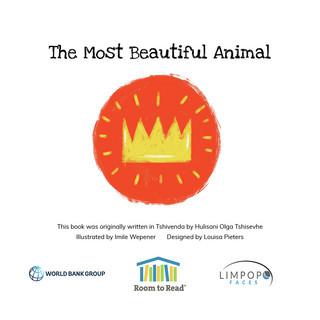 The Most Beautiful Animal
This book was originally written in Tshivenda by Hulisani Olga Tshisevhe
Illustrated by Imile Wepener Designed by Louisa Pieters
WORLD BANK GROUP
Room to Read®
LIMPOPO
FACES